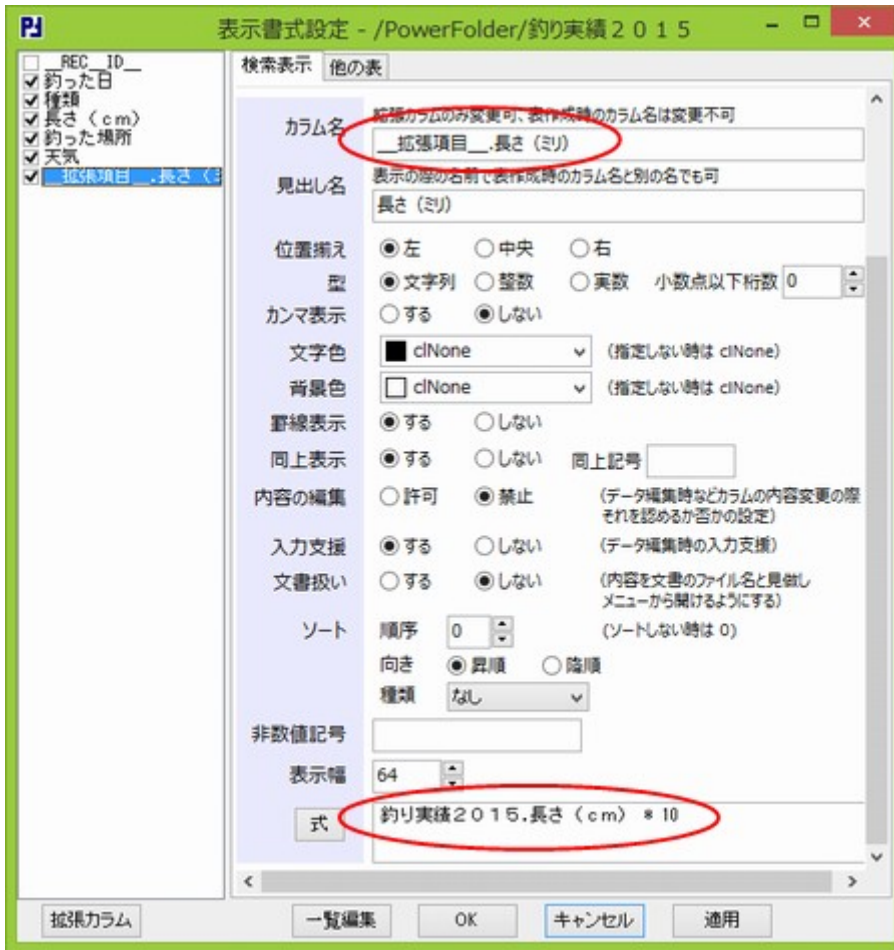 表示書式設定 - /PowerFolder/釣り実績２０１５
__REC__ID__
釣った日
種類
長さ（ｃｍ）
釣った場所
天気
__拡張項目__.長さ（ミ
検索表示 他の表
拡張カラムのみ変更可、表作成時のカラム名は変更不可
カラム名 __拡張項目__.長さ（ミリ）
表示の際の名前で表作成時のカラム名と別の名でも可
見出し名 長さ（ミリ）
位置揃え 左 中央 右
型 文字列 整数 実数 小数点以下桁数 0
カンマ表示 する しない
文字色 clNone (指定しない時は clNone)
背景色 clNone (指定しない時は clNone)
罫線表示 する しない
同上表示 する しない 同上記号
内容の編集 許可 禁止 (データ編集時などカラムの内容変更の際
それを認めるか否かの設定)
入力支援 する しない (データ編集時の入力支援)
文書扱い する しない (内容を文書のファイル名と見做し
メニューから開けるようにする)
ソート 順序 0 (ソートしない時は 0)
向き 昇順 降順
種類 なし
非数値記号
表示幅 64
式 釣り実績２０１５.長さ（ｃｍ） * 10
拡張カラム 一覧編集 OK キャンセル 適用